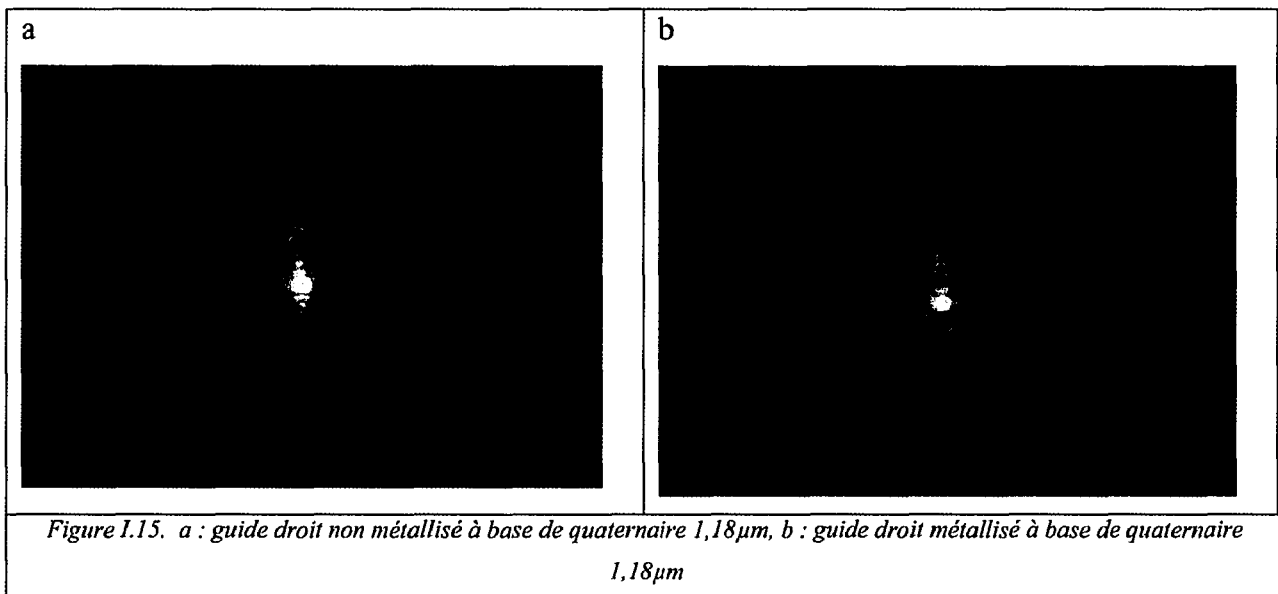 a
b
Figure I.15. a : guide droit non métallisé à base de quaternaire 1,18µm, b : guide droit métallisé à base de quaternaire
1,18µm